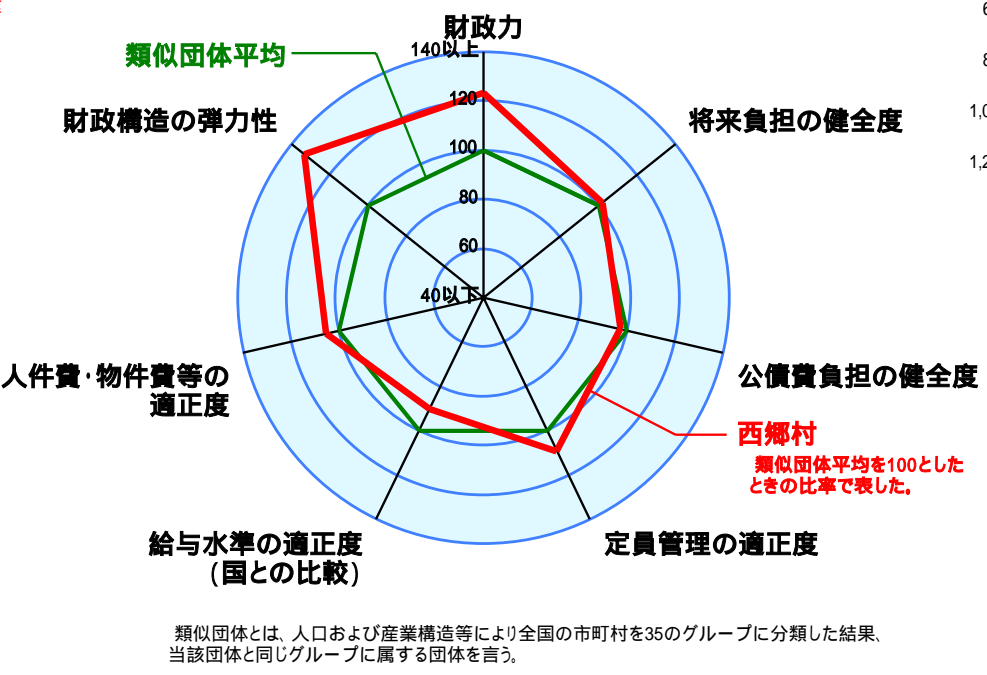 財政力
140以上
類似団体平均
財政構造の弾力性
将来負担の健全度
120
100
80
60
40以下
人件費･物件費等の
適正度
公債費負担の健全度
西郷村
類似団体平均を100とした
ときの比率で表した。
給与水準の適正度
(国との比較)
定員管理の適正度
類似団体とは、人口および産業構造等により全国の市町村を35のグループに分類した結果、
当該団体と同じグループに属する団体を言う。